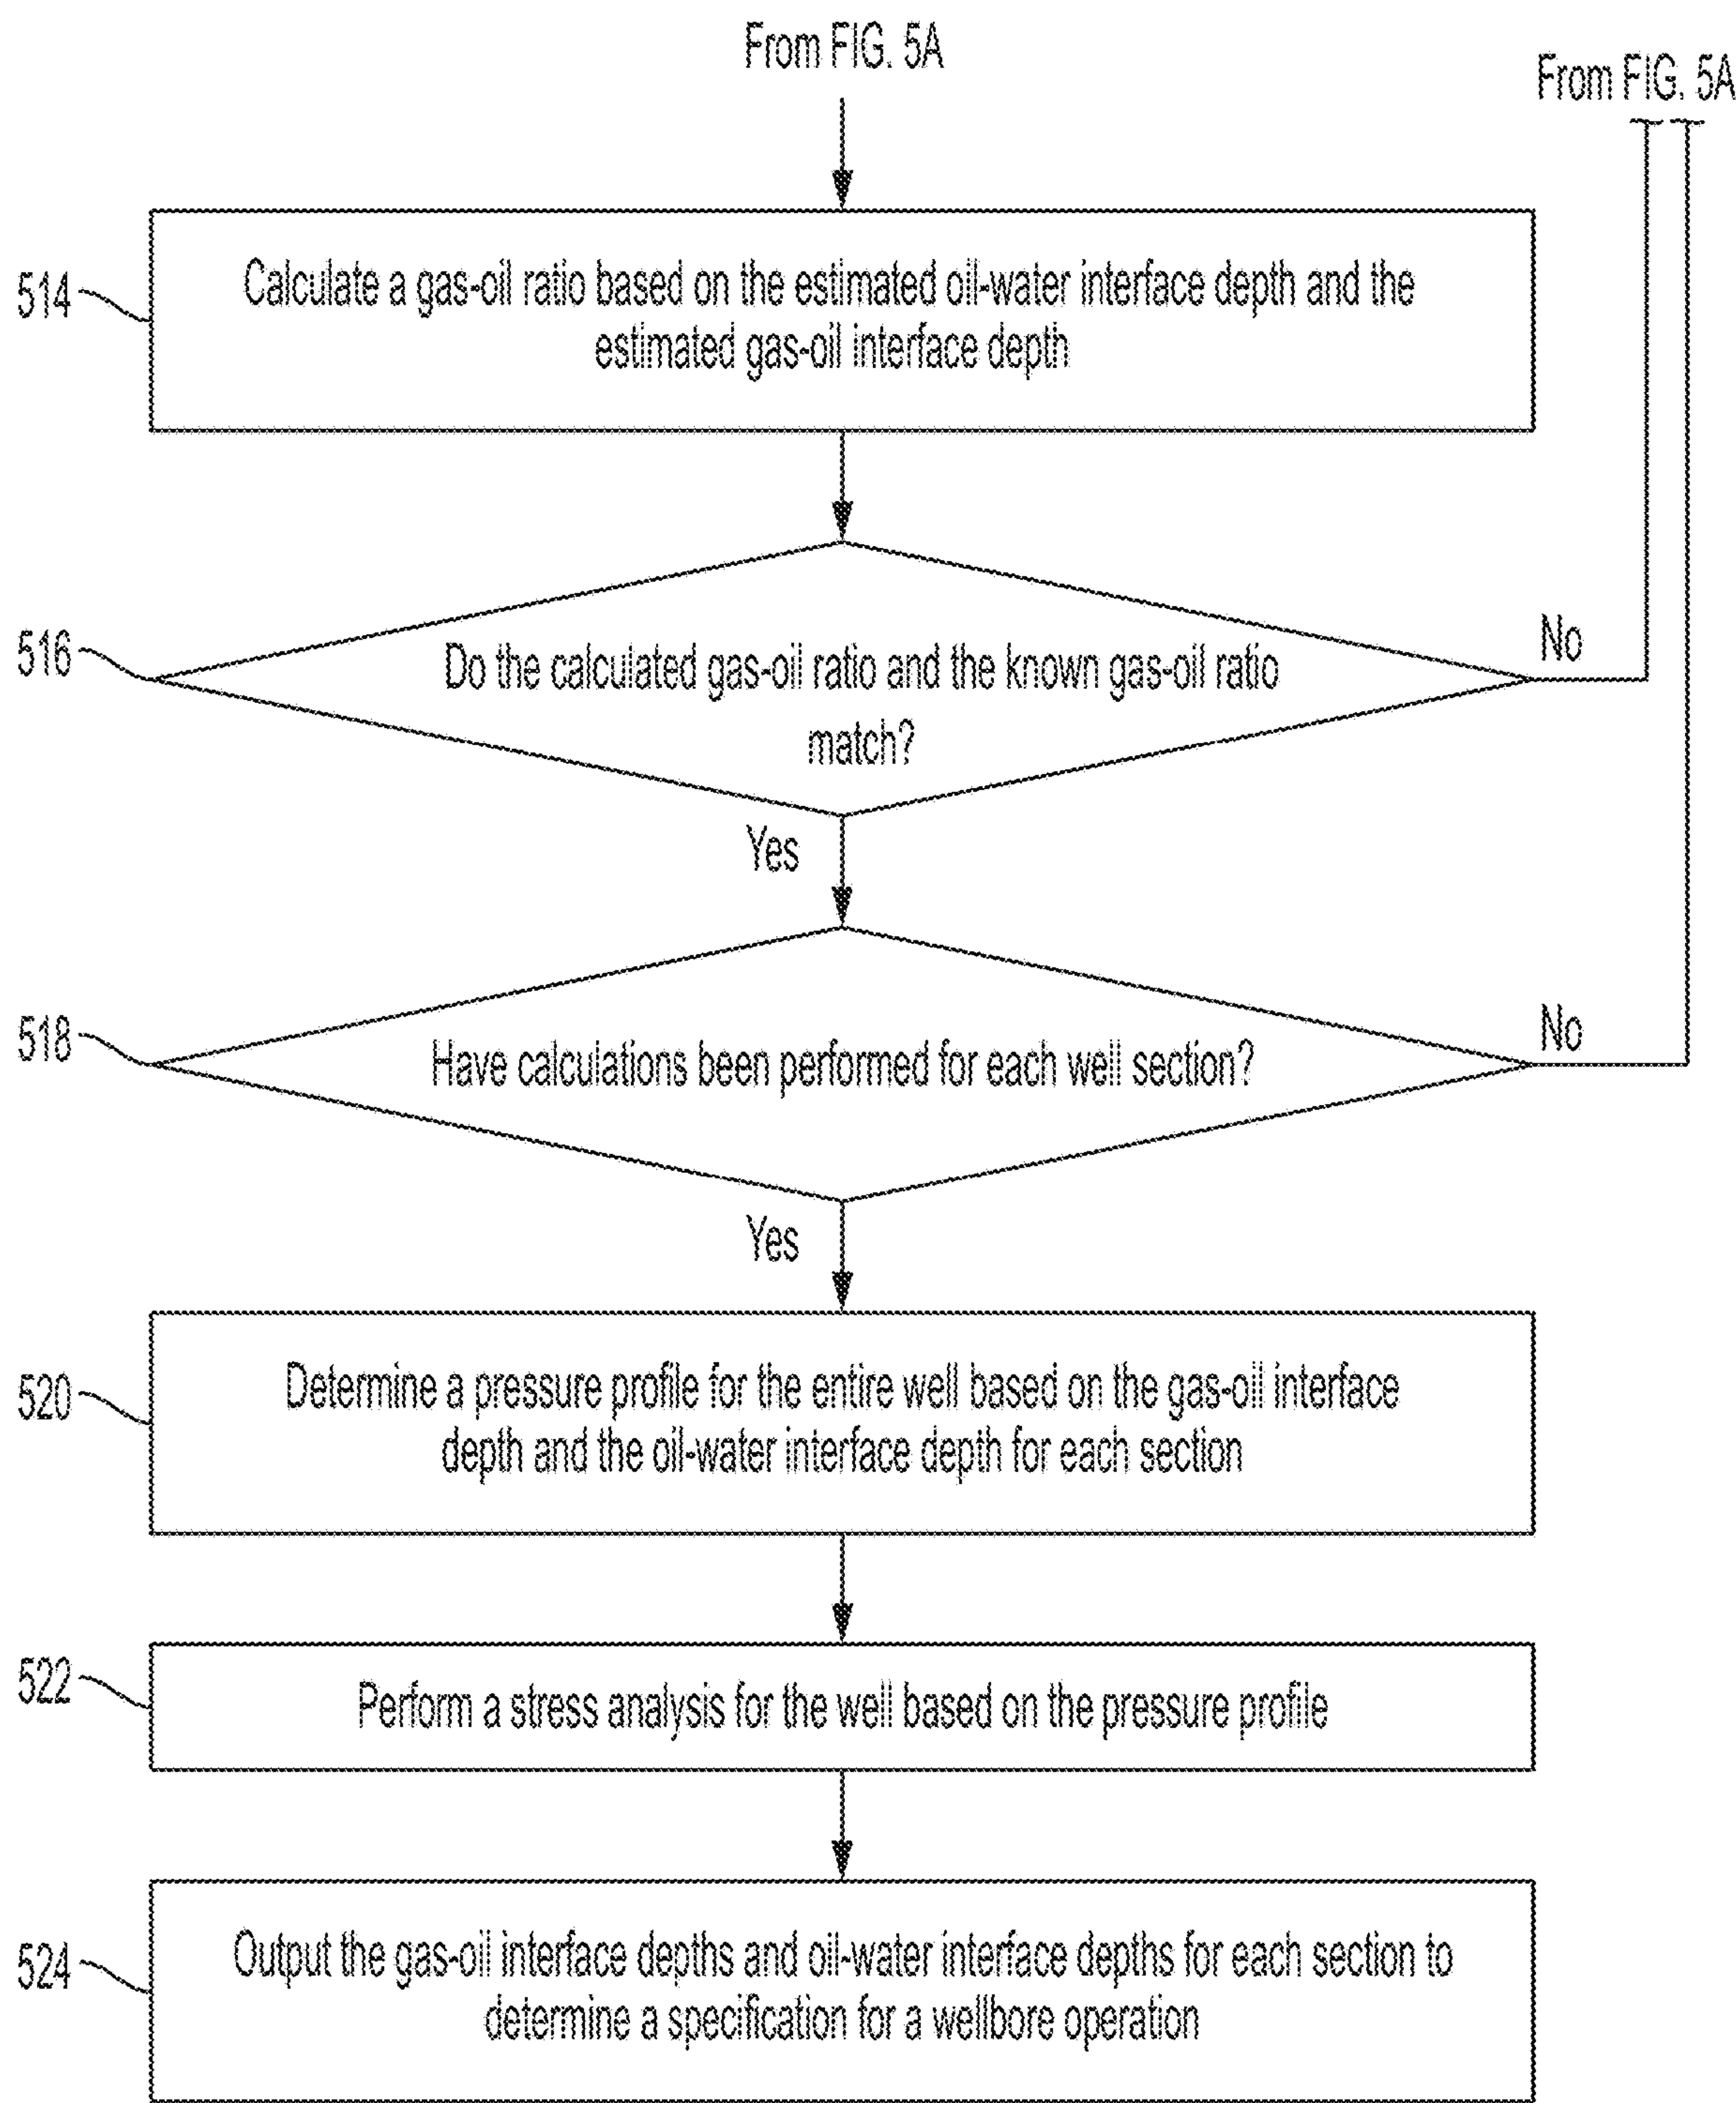 From FIG. 5A
From FIG. 5A
514
Calculate a gas-oil ratio based on the estimated oil-water interface depth and the
estimated gas-oil interface depth
516
Do the calculated gas-oil ratio and the known gas-oil ratio
match?
No
Yes
518
Have calculations been performed for each well section?
No
Yes
520
Determine a pressure profile for the entire well based on the gas-oil interface
depth and the oil-water interface depth for each section
522
Perform a stress analysis for the well based on the pressure profile
524
Output the gas-oil interface depths and oil-water interface depths for each section to
determine a specification for a wellbore operation